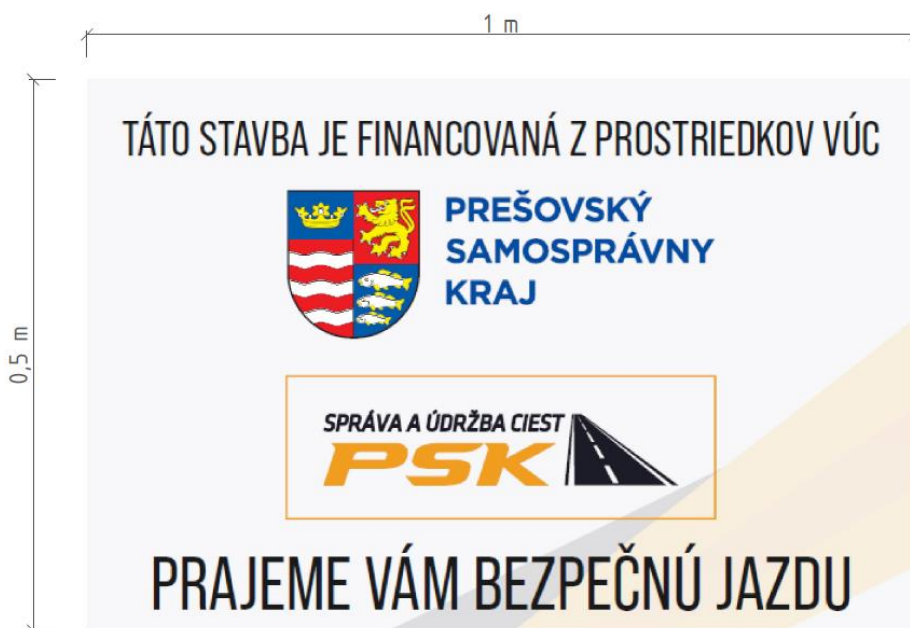 1 m
0,5 m
TÁTO STAVBA JE FINANCOVANÁ Z PROSTRIEDKOV VÚC
PREŠOVSKÝ
SAMOSPRÁVNY
KRAJ
SPRÁVA A ÚDRŽBA CIEST
PSK
PRAJEME VÁM BEZPEČNÚ JAZDU